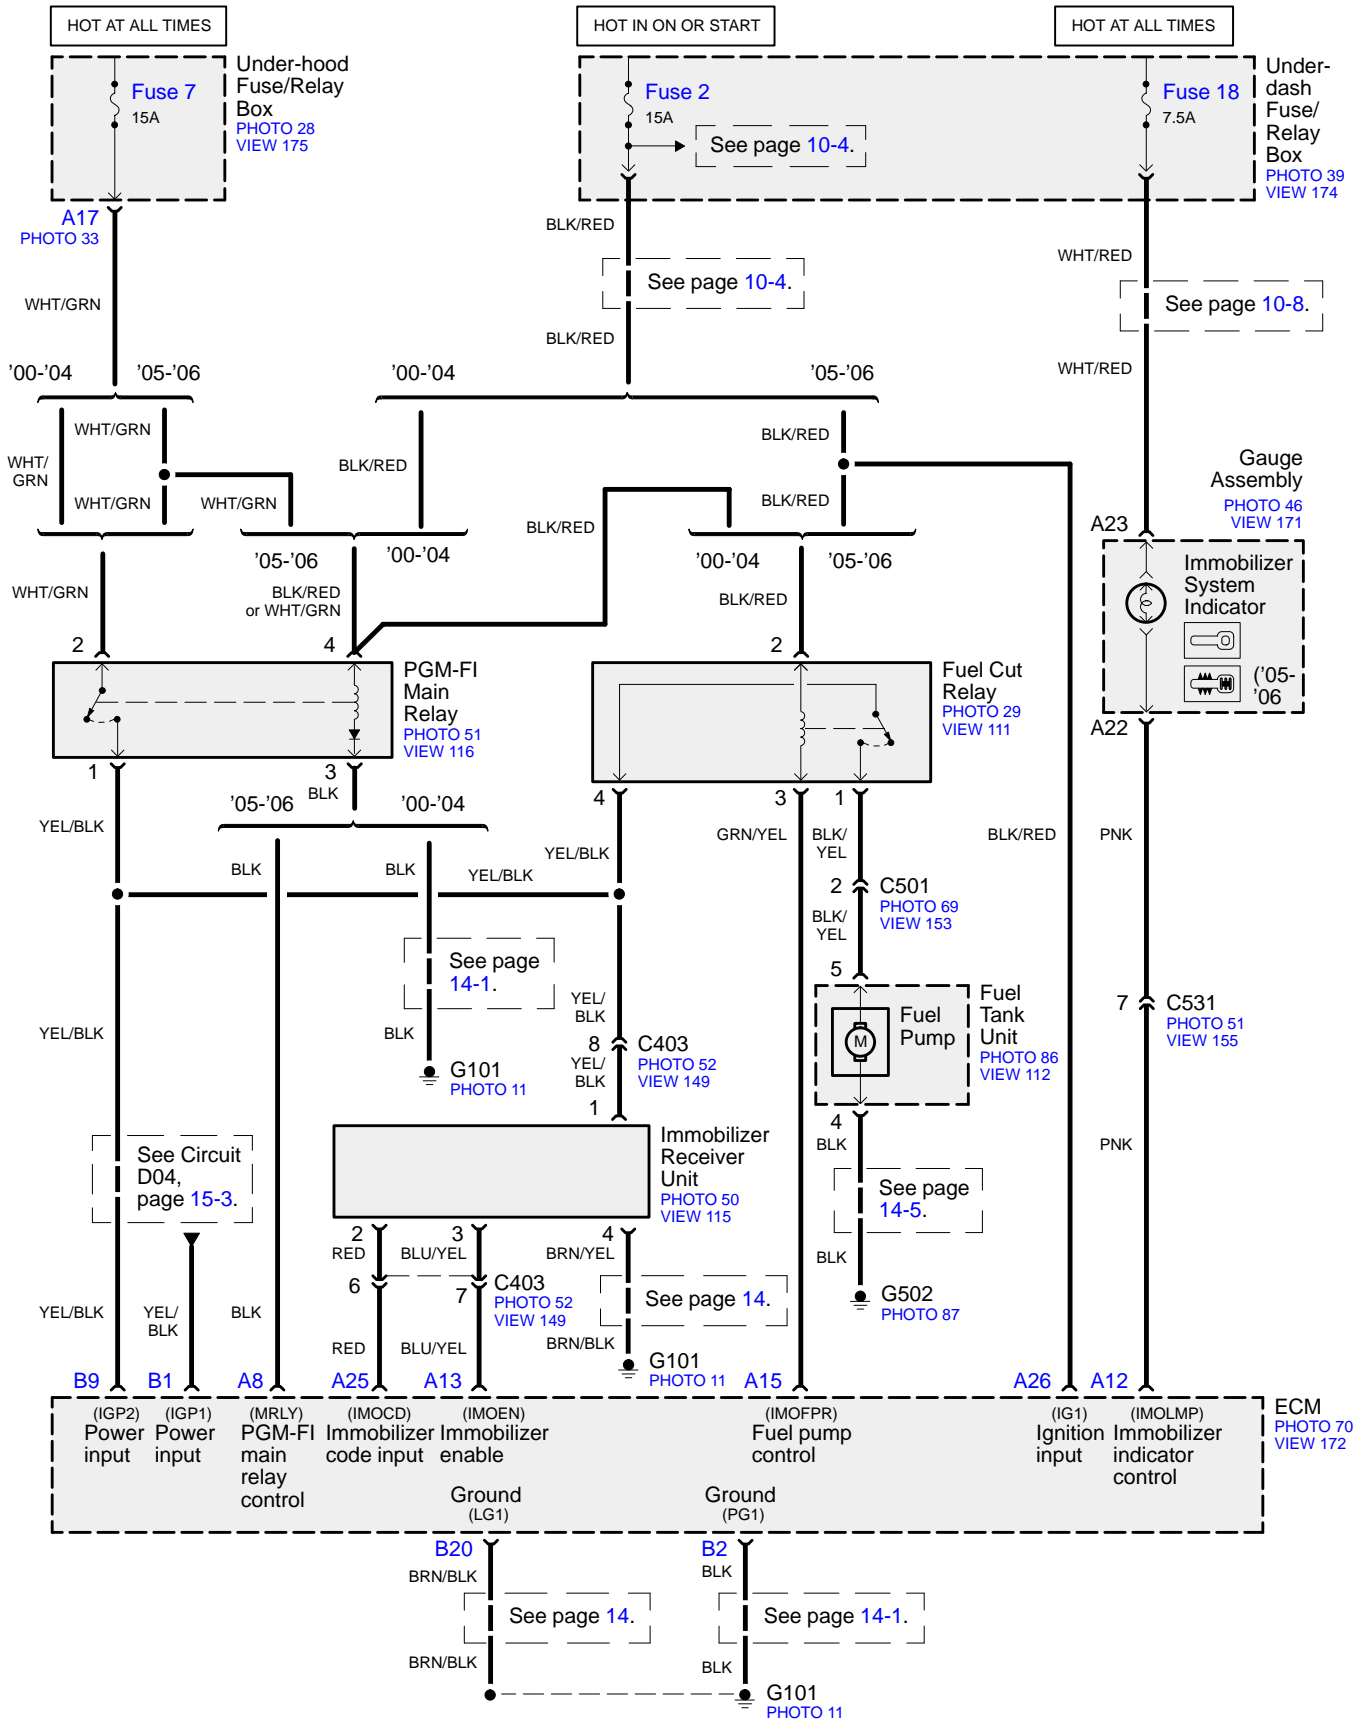 HOT AT ALL TIMES
HOT IN ON OR START
HOT AT ALL TIMES
Fuse 7
15A
Under-hood
Fuse/Relay
Box
PHOTO 28
VIEW 175
Fuse 2
15A
See page 10-4.
Fuse 18
7.5A
Under-
dash
Fuse/
Relay
Box
PHOTO 39
VIEW 174
A17
PHOTO 33
BLK/RED
WHT/RED
See page 10-4.
See page 10-8.
WHT/GRN
BLK/RED
WHT/RED
'00-'04
'05-'06
'00-'04
'05-'06
WHT/GRN
WHT/
GRN
WHT/GRN
WHT/GRN
BLK/RED
BLK/RED
BLK/RED
BLK/RED
Gauge
Assembly
PHOTO 46
VIEW 171
A23
'05-'06
'00-'04
'00-'04
'05-'06
WHT/GRN
BLK/RED
or WHT/GRN
BLK/RED
Immobilizer
System
Indicator
('05-
'06
A22
2
4
PGM-FI
Main
Relay
PHOTO 51
VIEW 116
2
Fuel Cut
Relay
PHOTO 29
VIEW 111
1
3
BLK
4
3
1
'05-'06
'00-'04
YEL/BLK
BLK
BLK
YEL/BLK
YEL/BLK
GRN/YEL
BLK/
YEL
BLK/RED
PNK
2
C501
PHOTO 69
VIEW 153
BLK/
YEL
See page
14-1.
5
Fuel
Pump
M
Fuel
Tank
Unit
PHOTO 86
VIEW 112
7
C531
PHOTO 51
VIEW 155
YEL/BLK
BLK
YEL/
BLK
8
C403
PHOTO 52
VIEW 149
YEL/
BLK
G101
PHOTO 11
1
4
BLK
PNK
See Circuit
D04,
page 15-3.
Immobilizer
Receiver
Unit
PHOTO 50
VIEW 115
See page
14-5.
2
RED
BLU/YEL
3
BRN/YEL
4
BLK
6
7
C403
PHOTO 52
VIEW 149
See page 14.
G502
PHOTO 87
YEL/BLK
YEL/
BLK
BLK
RED
BLU/YEL
BRN/BLK
G101
PHOTO 11
B9
B1
A8
A25
A13
A15
A26
A12
(IGP2)
Power
input
(IGP1)
Power
input
(MRLY)
PGM-FI
main
relay
control
(IMOCD)
Immobilizer
code input
(IMOEN)
Immobilizer
enable
(IMOFPR)
Fuel pump
control
(IG1)
Ignition
input
(IMOLMP)
Immobilizer
indicator
control
ECM
PHOTO 70
VIEW 172
Ground
(LG1)
Ground
(PG1)
B20
BRN/BLK
B2
BLK
See page 14.
See page 14-1.
BRN/BLK
BLK
G101
PHOTO 11